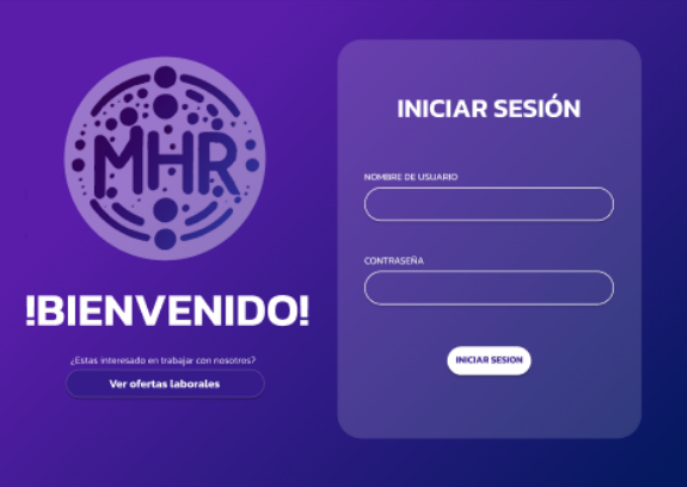 MHR
!BIENVENIDO!
¿Estas interesado en trabajar con nosotros?
Ver ofertas laborales
INICIAR SESIÓN
NOMBRE DE USUARIO
CONTRASEÑA
INICIAR SESION